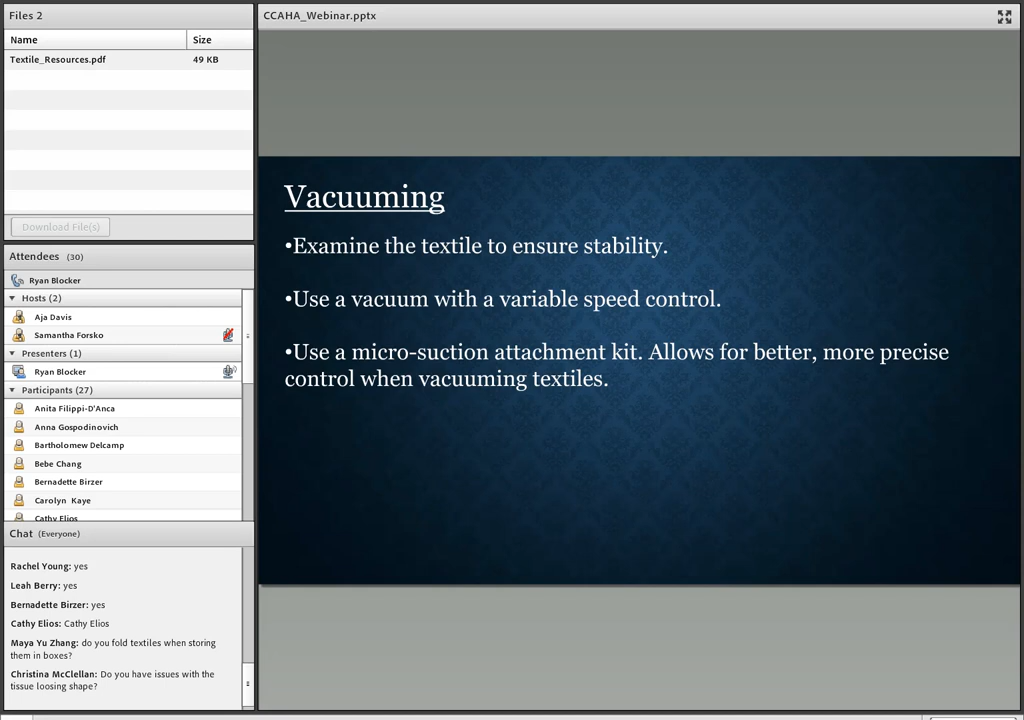 Files 2
Name Size
Textile_Resources.pdf 49 KB
Download File(s)
Attendees (30)
Ryan Blocker
Hosts (2)
Aja Davis
Samantha Forsko
Presenters (1)
Ryan Blocker
Participants (27)
Anita Filippi-D'Anca
Anna Gospodinovich
Bartholomew Delcamp
Bebe Chang
Bernadette Birzer
Carolyn Kaye
Cathy Elios
Chat (Everyone)
Rachel Young: yes
Leah Berry: yes
Bernadette Birzer: yes
Cathy Elios: Cathy Elios
Maya Yu Zhang: do you fold textiles when storing
them in boxes?
Christina McClellan: Do you have issues with the
tissue loosing shape?
CCAHA_Webinar.pptx
Vacuuming
•Examine the textile to ensure stability.
•Use a vacuum with a variable speed control.
•Use a micro-suction attachment kit. Allows for better, more precise
control when vacuuming textiles.